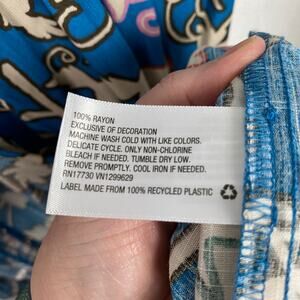 100% RAYON
EXCLUSIVE OF DECORATION
MACHINE WASH COLD WITH LIKE COLORS.
DELICATE CYCLE. ONLY NON-CHLORINE
BLEACH IF NEEDED. TUMBLE DRY LOW.
REMOVE PROMPTLY. COOL IRON IF NEEDED.
RN17730 VN1299629
LABEL MADE FROM 100% RECYCLED PLASTIC